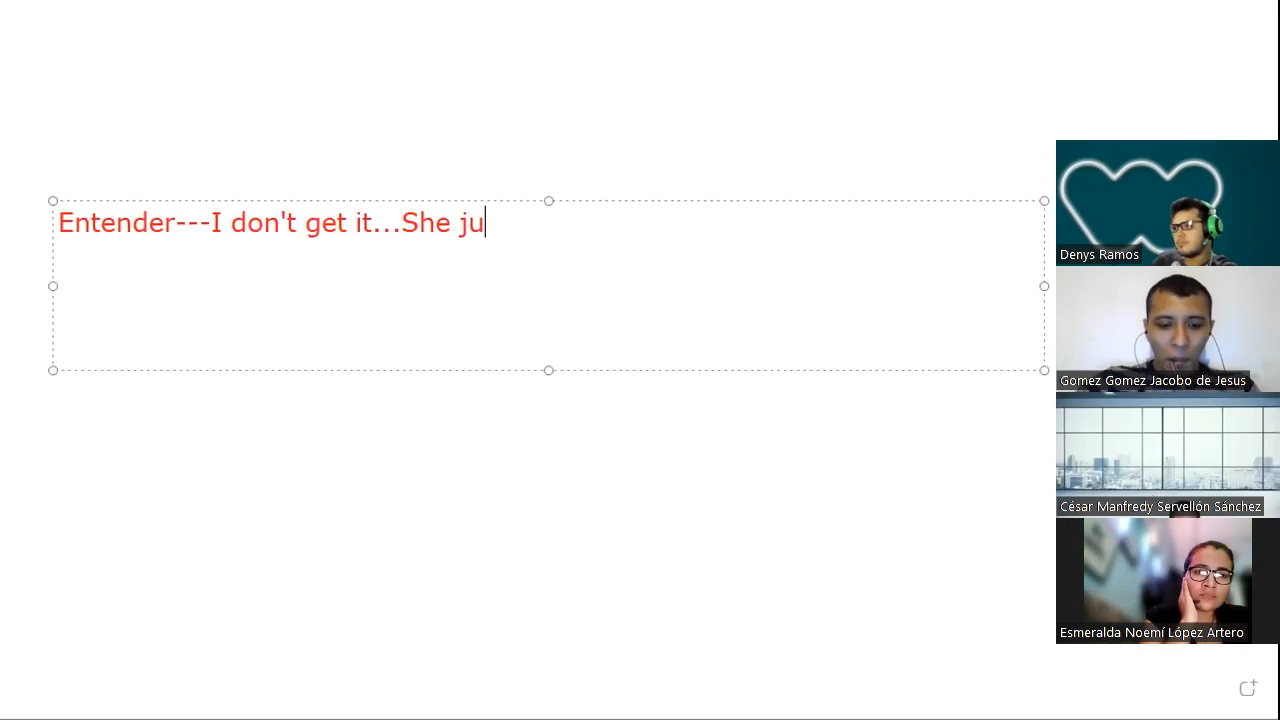 Entender---I don't get it...She ju
Denys Ramos
Gomez Gomez Jacobo de Jesus
César Manfredy Servellón Sánchez
Esmeralda Noemí López Artero